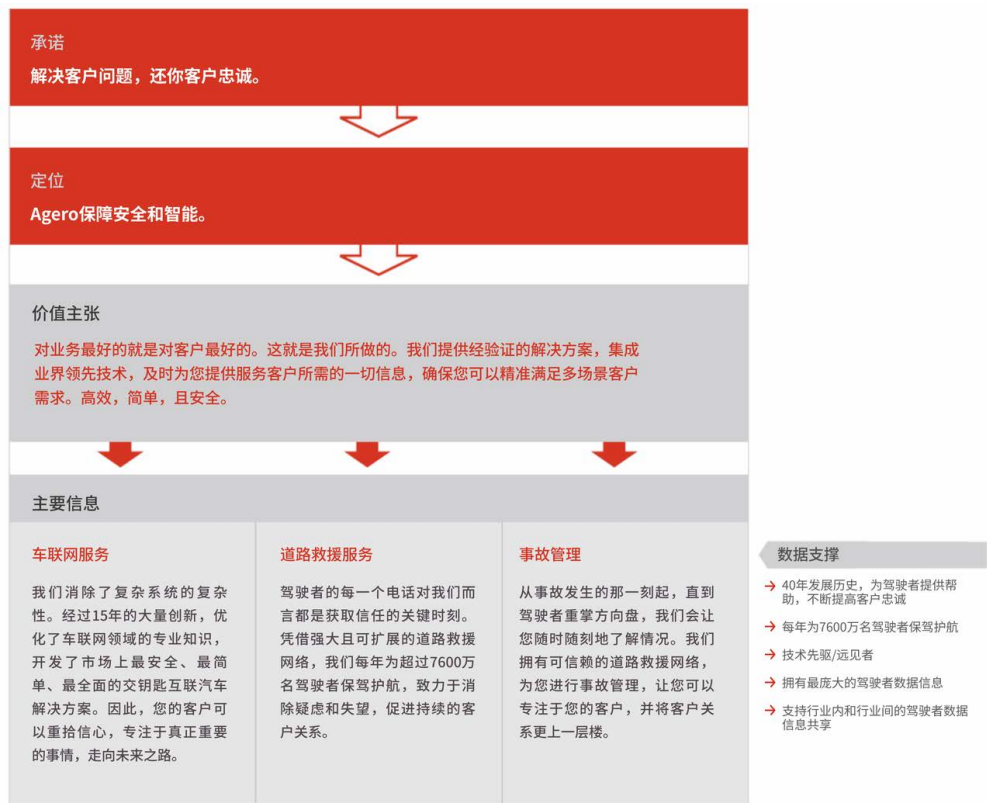 承诺
解决客户问题，还你客户忠诚。
定位
Agero保障安全和智能。
价值主张
对业务最好的就是对客户最好的。这就是我们所做的。我们提供经验证的解决方案，集成
业界领先技术，及时为您提供服务客户所需的一切信息，确保您可以精准满足多场景客户
需求。高效，简单，且安全。
主要信息
车联网服务
我们消除了复杂系统的复杂
性。经过15年的大量创新，优
化了车联网领域的专业知识，
开发了市场上最安全、最简
单、最全面的交钥匙互联汽车
解决方案。因此，您的客户可
以重拾信心，专注于真正重要
的事情，走向未来之路。
道路救援服务
驾驶者的每一个电话对我们而
言都是获取信任的关键时刻。
凭借强大且可扩展的道路救援
网络，我们每年为超过7600万
名驾驶者保驾护航，致力于消
除疑虑和失望，促进持续的客
户关系。
事故管理
从事故发生的那一刻起，直到
驾驶者重掌方向盘，我们会让
您随时随刻地了解情况。我们
拥有可信赖的道路救援网络，
为您进行事故管理，让您可以
专注于您的客户，并将客户关
系更上一层楼。
数据支撑
40年发展历史，为驾驶者提供帮
助，不断提高客户忠诚
每年为7600万名驾驶者保驾护航
技术先驱/远见者
拥有最庞大的驾驶者数据信息
支持行业内和行业间的驾驶者数据
信息共享